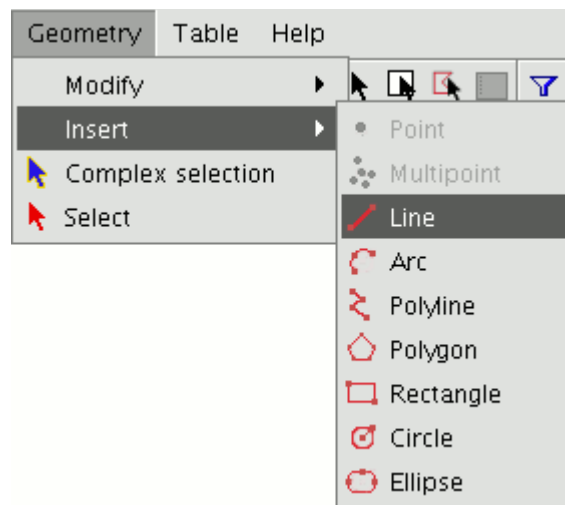 Geometry Table Help
Modify
Insert
Complex selection
Select
Point
Multipoint
Line
Arc
Polyline
Polygon
Rectangle
Circle
Ellipse